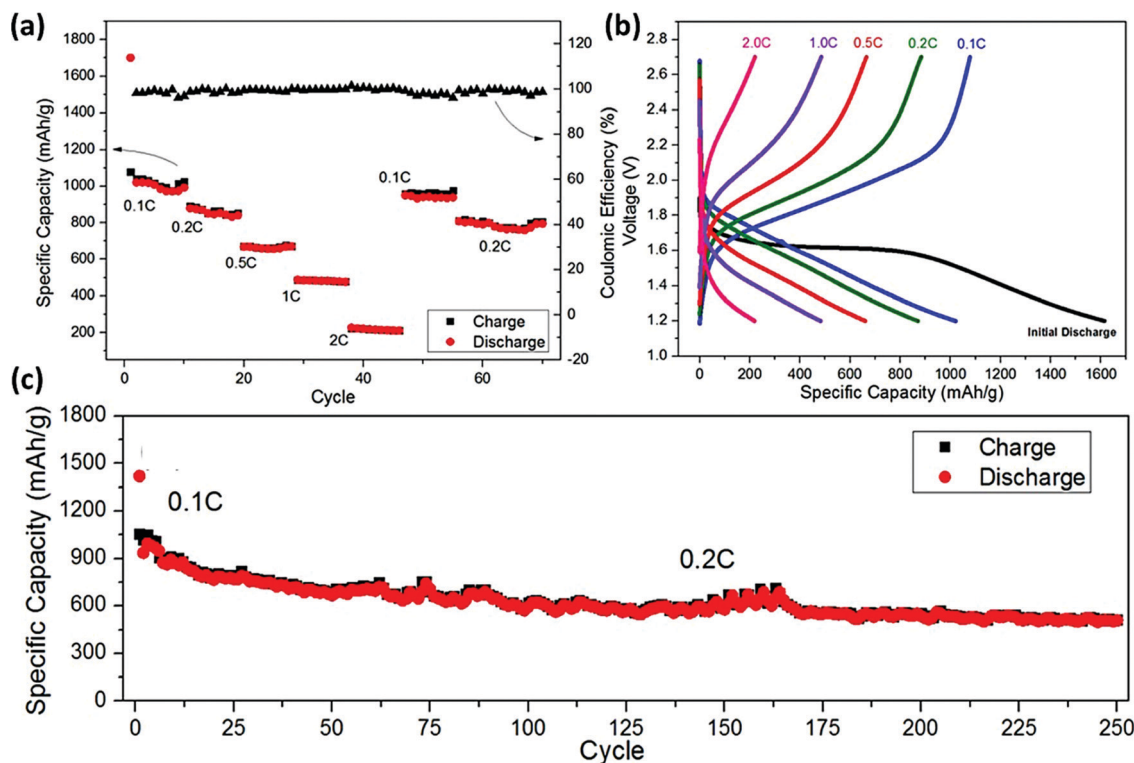 (a)
Specific Capacity (mAh/g)
1800
1600
1400
1200
1000
800
600
400
200
0.1C
0.2C
0.5C
1C
2C
0.1C
0.2C
Charge
Discharge
0
20
40
60
Cycle
120
100
80
60
40
20
0
-20
Coulomic Efficiency (%)
(b)
Voltage (V)
2.8
2.6
2.4
2.2
2.0
1.8
1.6
1.4
1.2
1.0
2.0C
1.0C
0.5C
0.2C
0.1C
Initial Discharge
0
200
400
600
800
1000
1200
1400
1600
Specific Capacity (mAh/g)
(c)
Specific Capacity (mAh/g)
1800
1500
1200
900
600
300
0
0.1C
0.2C
Charge
Discharge
0
25
50
75
100
125
150
175
200
225
250
Cycle